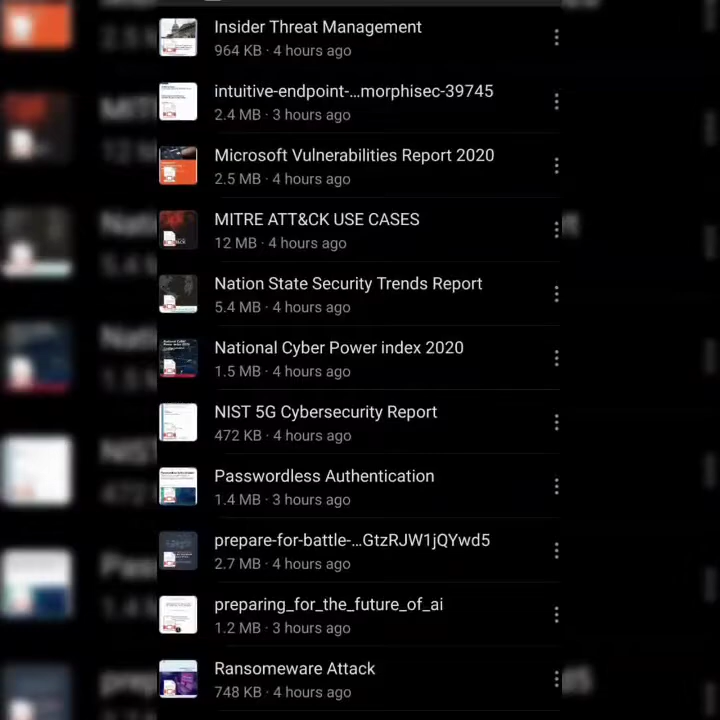 Insider Threat Management
964 KB · 4 hours ago
intuitive-endpoint-...morphisec-39745
2.4 MB · 3 hours ago
Microsoft Vulnerabilities Report 2020
2.5 MB · 4 hours ago
MITRE ATT&CK USE CASES
12 MB · 4 hours ago
Nation State Security Trends Report
5.4 MB · 4 hours ago
National Cyber Power index 2020
1.5 MB · 4 hours ago
NIST 5G Cybersecurity Report
472 KB · 4 hours ago
Passwordless Authentication
1.4 MB · 3 hours ago
prepare-for-battle-...GtzRJW1jQYwd5
2.7 MB · 4 hours ago
preparing_for_the_future_of_ai
1.2 MB · 3 hours ago
Ransomeware Attack
748 KB · 4 hours ago